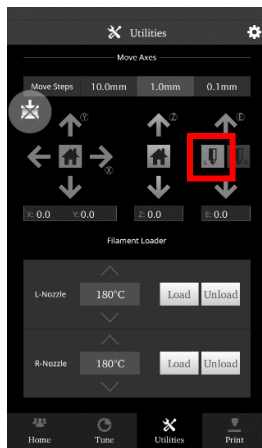 Utilities
Move Axes
Move Steps 10.0mm 1.0mm 0.1mm
Y Z E
X
X: 0.0 Y: 0.0 Z: 0.0 E: 0.0
Filament Loader
L-Nozzle 180°C Load Unload
R-Nozzle 180°C Load Unload
Home Tune Utilities Print